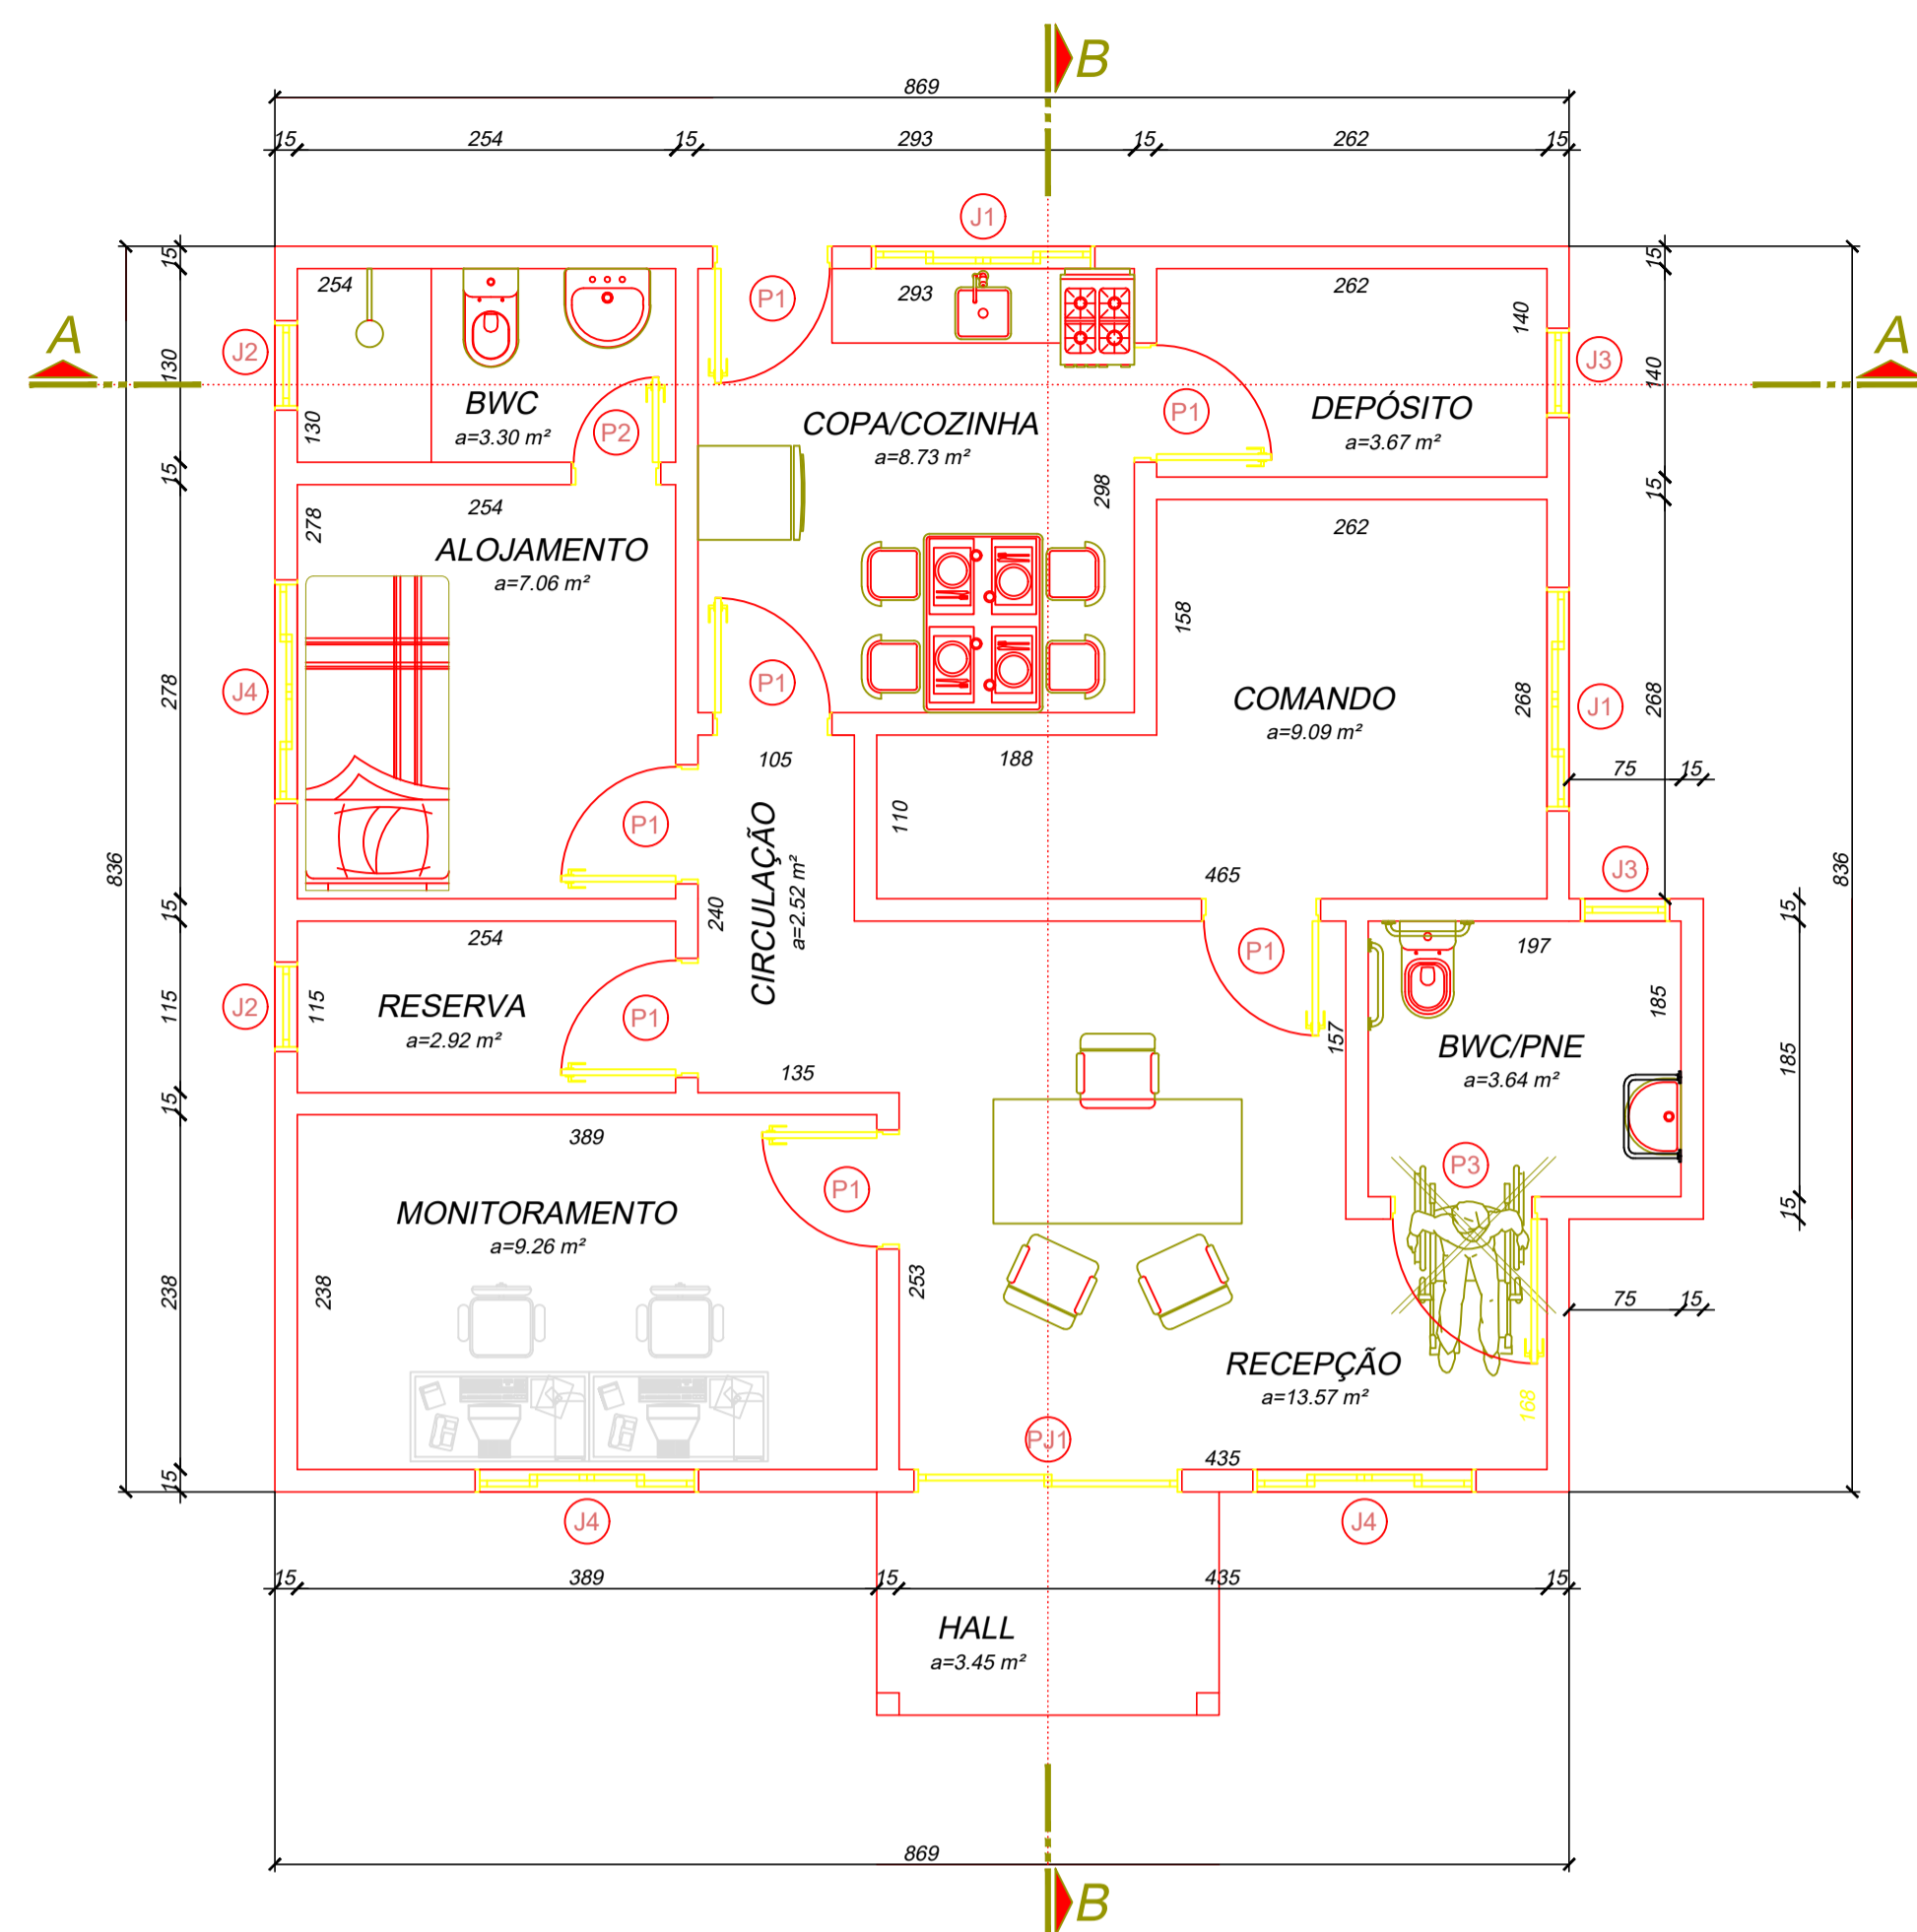 B
869
15 254 15 293 15 262 15
J1
15 15
254 P1 293 262 140
A J2 130 J3 140 A
BWC
a=3.30 m²
130 P2
COPA/COZINHA
a=8.73 m²
P1
DEPÓSITO
a=3.67 m²
15 15
254 278 298 262
ALOJAMENTO
a=7.06 m²
158
J4 278 P1
COMANDO
a=9.09 m²
268 J1 268
105 188 75 15
P1 110
836 836
CIRCULAÇÃO
a=2.52 m²
465 J3
15 240 15
254 P1 197
J2 115 115
RESERVA
a=2.92 m²
P1 157 185
BWC/PNE
a=3.64 m²
185
15 135
389 P1 P3
MONITORAMENTO
a=9.26 m²
15
238 238 253 75 15
RECEPÇÃO
a=13.57 m²
168
PJ1 435
15
J4 J4
15 389 15 435 15
HALL
a=3.45 m²
869
B